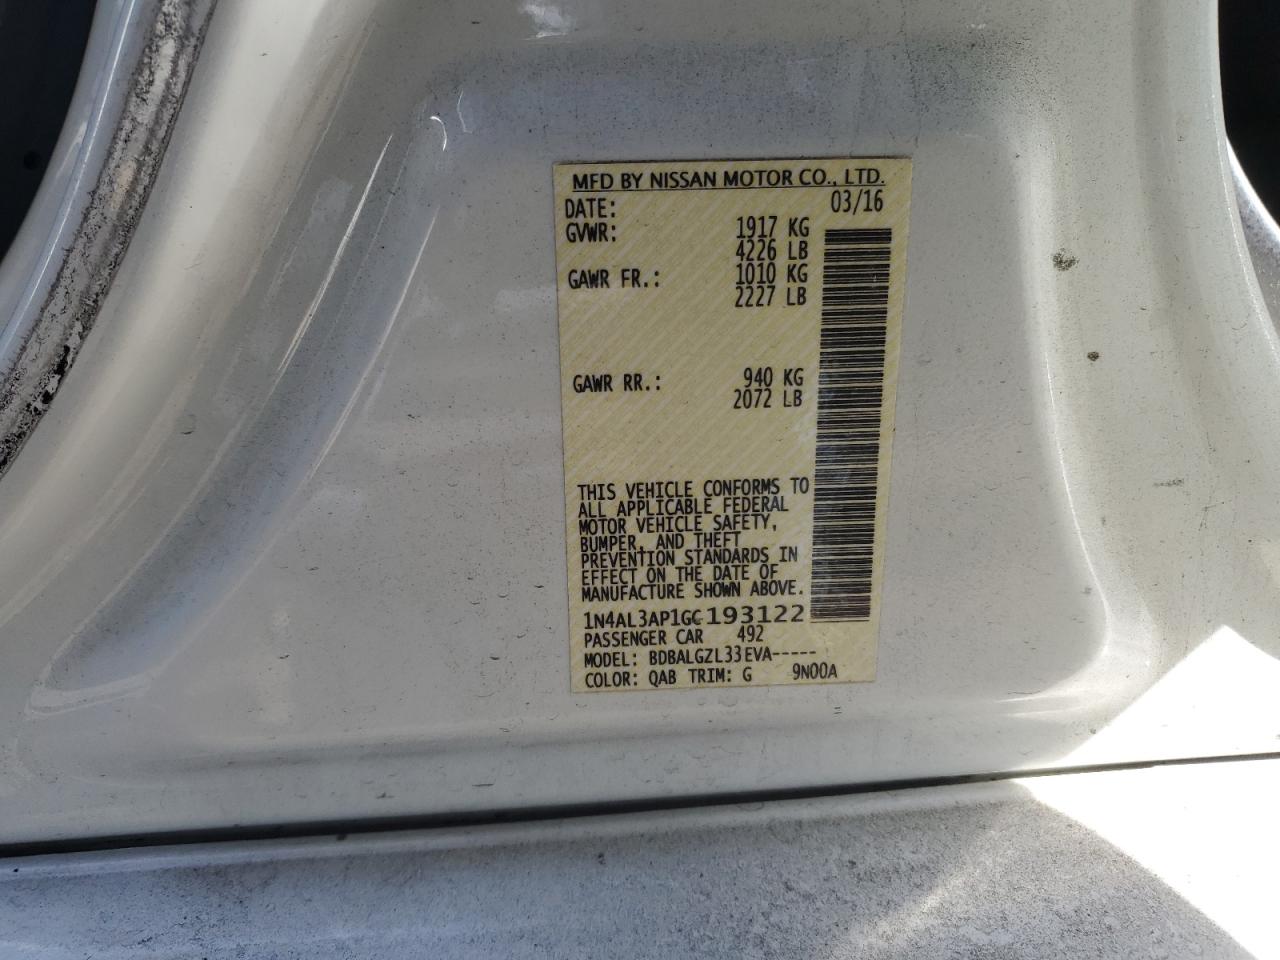 MFD BY NISSAN MOTOR CO., LTD.
DATE: 03/16
GVWR: 1917 KG
4226 LB
GAWR FR.: 1010 KG
2227 LB
GAWR RR.: 940 KG
2072 LB
THIS VEHICLE CONFORMS TO
ALL APPLICABLE FEDERAL
MOTOR VEHICLE SAFETY,
BUMPER, AND THEFT
PREVENTION STANDARDS IN
EFFECT ON THE DATE OF
MANUFACTURE SHOWN ABOVE.
1N4AL3AP1GC193122
PASSENGER CAR 492
MODEL: BDBALGZL33EVA-----
COLOR: QAB TRIM: G 9N00A